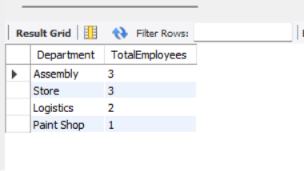 Result Grid Filter Rows:
Department TotalEmployees
Assembly 3
Store 3
Logistics 2
Paint Shop 1